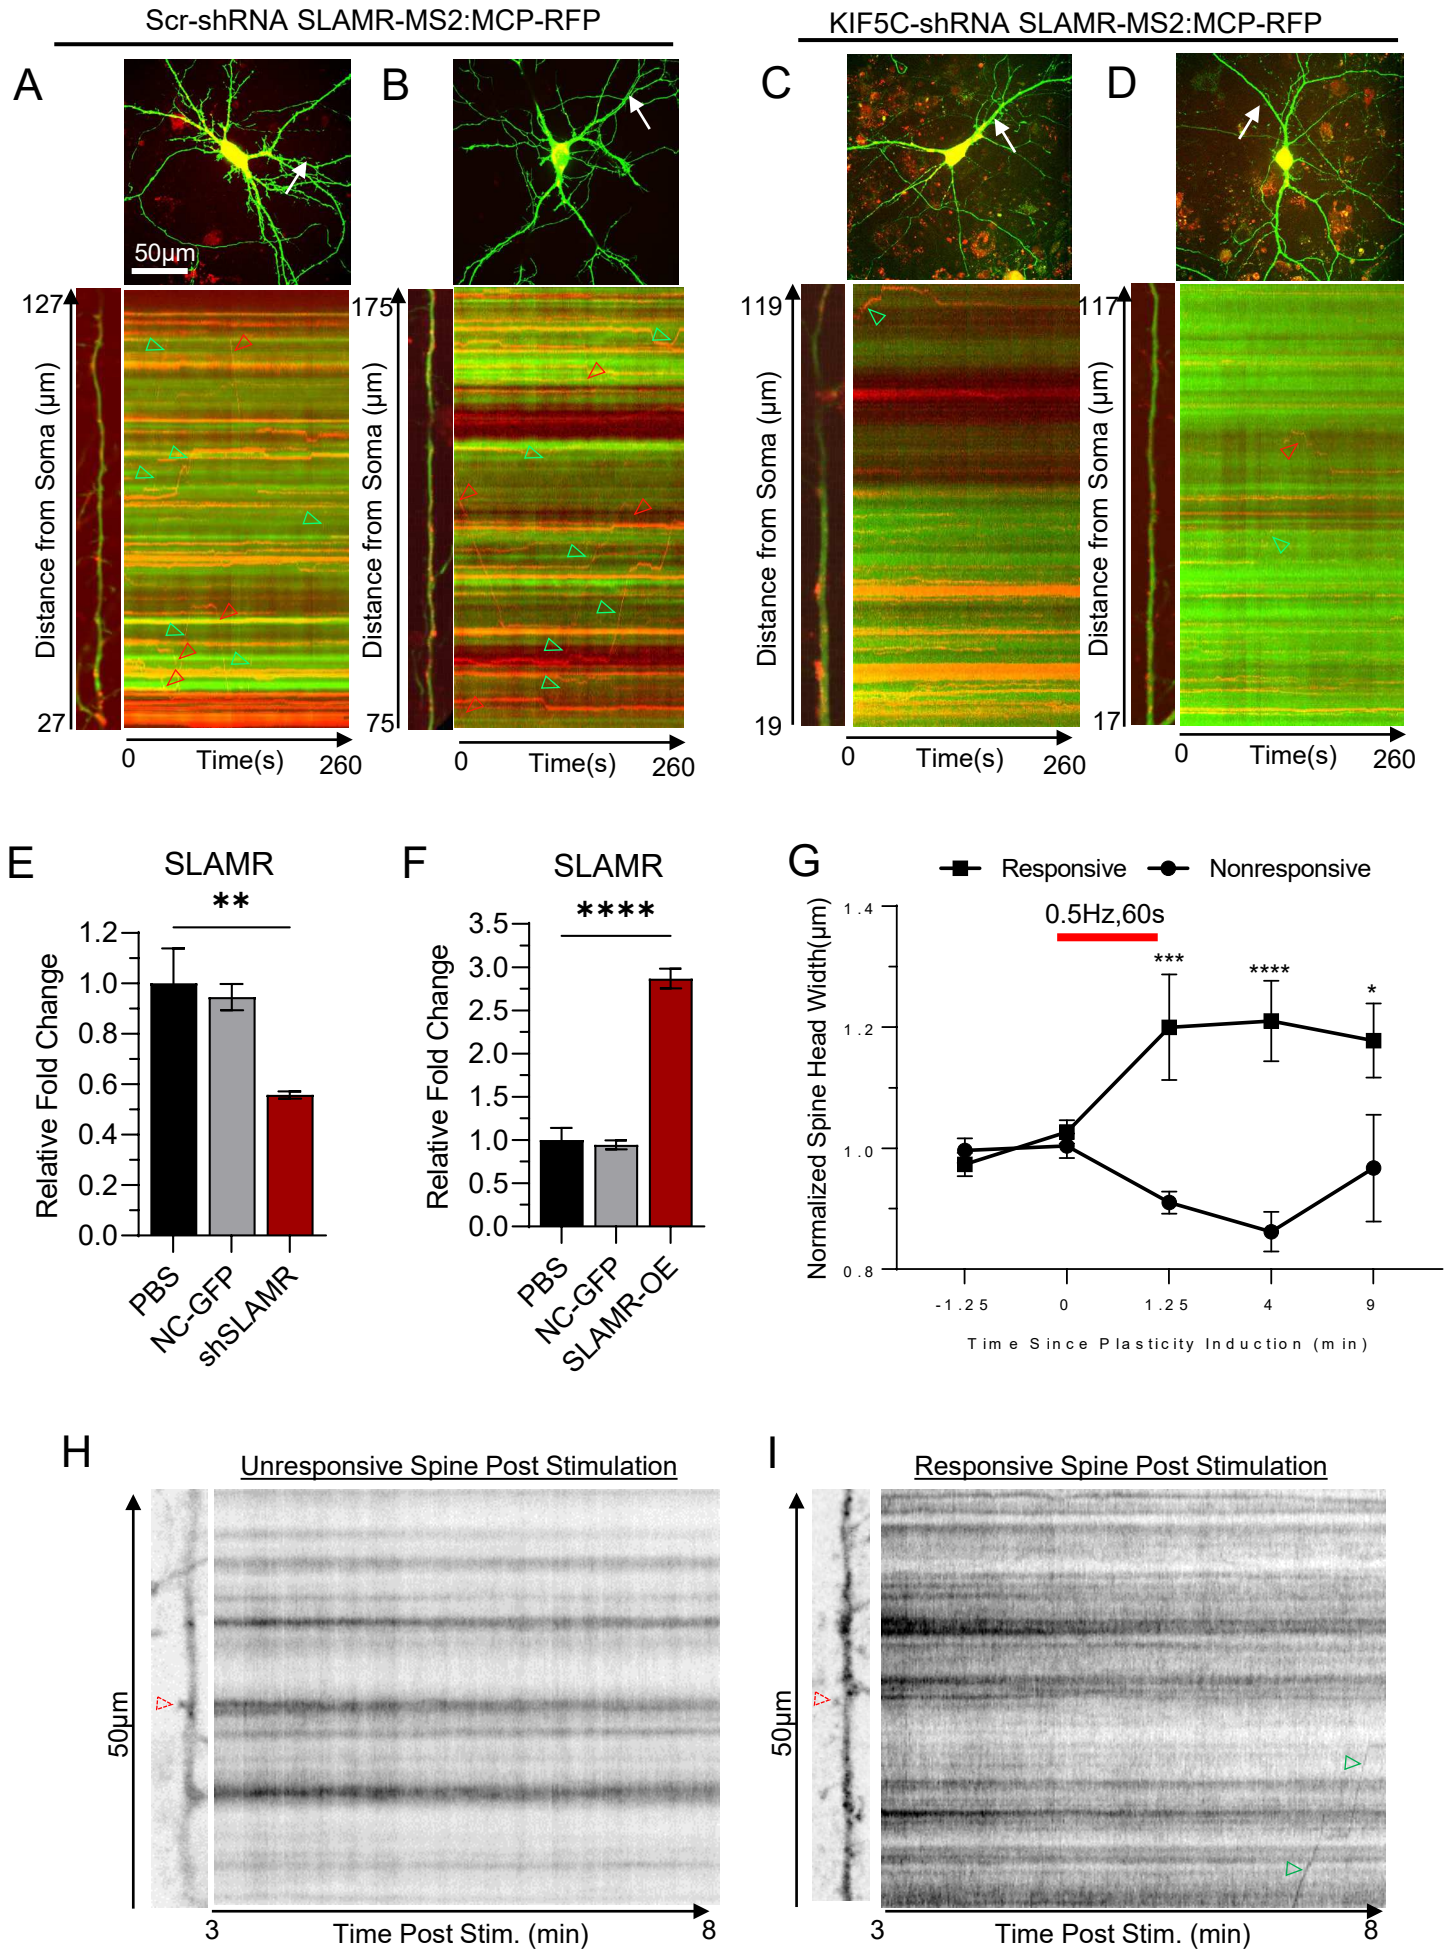 Scr-shRNA SLAMR-MS2:MCP-RFP
KIF5C-shRNA SLAMR-MS2:MCP-RFP
A
B
C
D
50µm
127
27
Distance from Soma (µm)
0
Time(s)
260
175
75
Distance from Soma (µm)
0
Time(s)
260
119
19
Distance from Soma (µm)
0
Time(s)
260
117
17
Distance from Soma (µm)
0
Time(s)
260
E
SLAMR
**
Relative Fold Change
1.2
1.0
0.8
0.6
0.4
0.2
0.0
PBS
NC-GFP
shSLAMR
F
SLAMR
****
Relative Fold Change
3.5
3.0
2.5
2.0
1.5
1.0
0.5
0.0
PBS
NC-GFP
SLAMR-OE
G
Responsive
Nonresponsive
0.5Hz,60s
***
****
*
Normalized Spine Head Width(µm)
1.4
1.2
1.0
0.8
-1.25
0
1.25
4
9
Time Since Plasticity Induction (min)
H
Unresponsive Spine Post Stimulation
50µm
3
Time Post Stim. (min)
8
I
Responsive Spine Post Stimulation
50µm
3
Time Post Stim. (min)
8